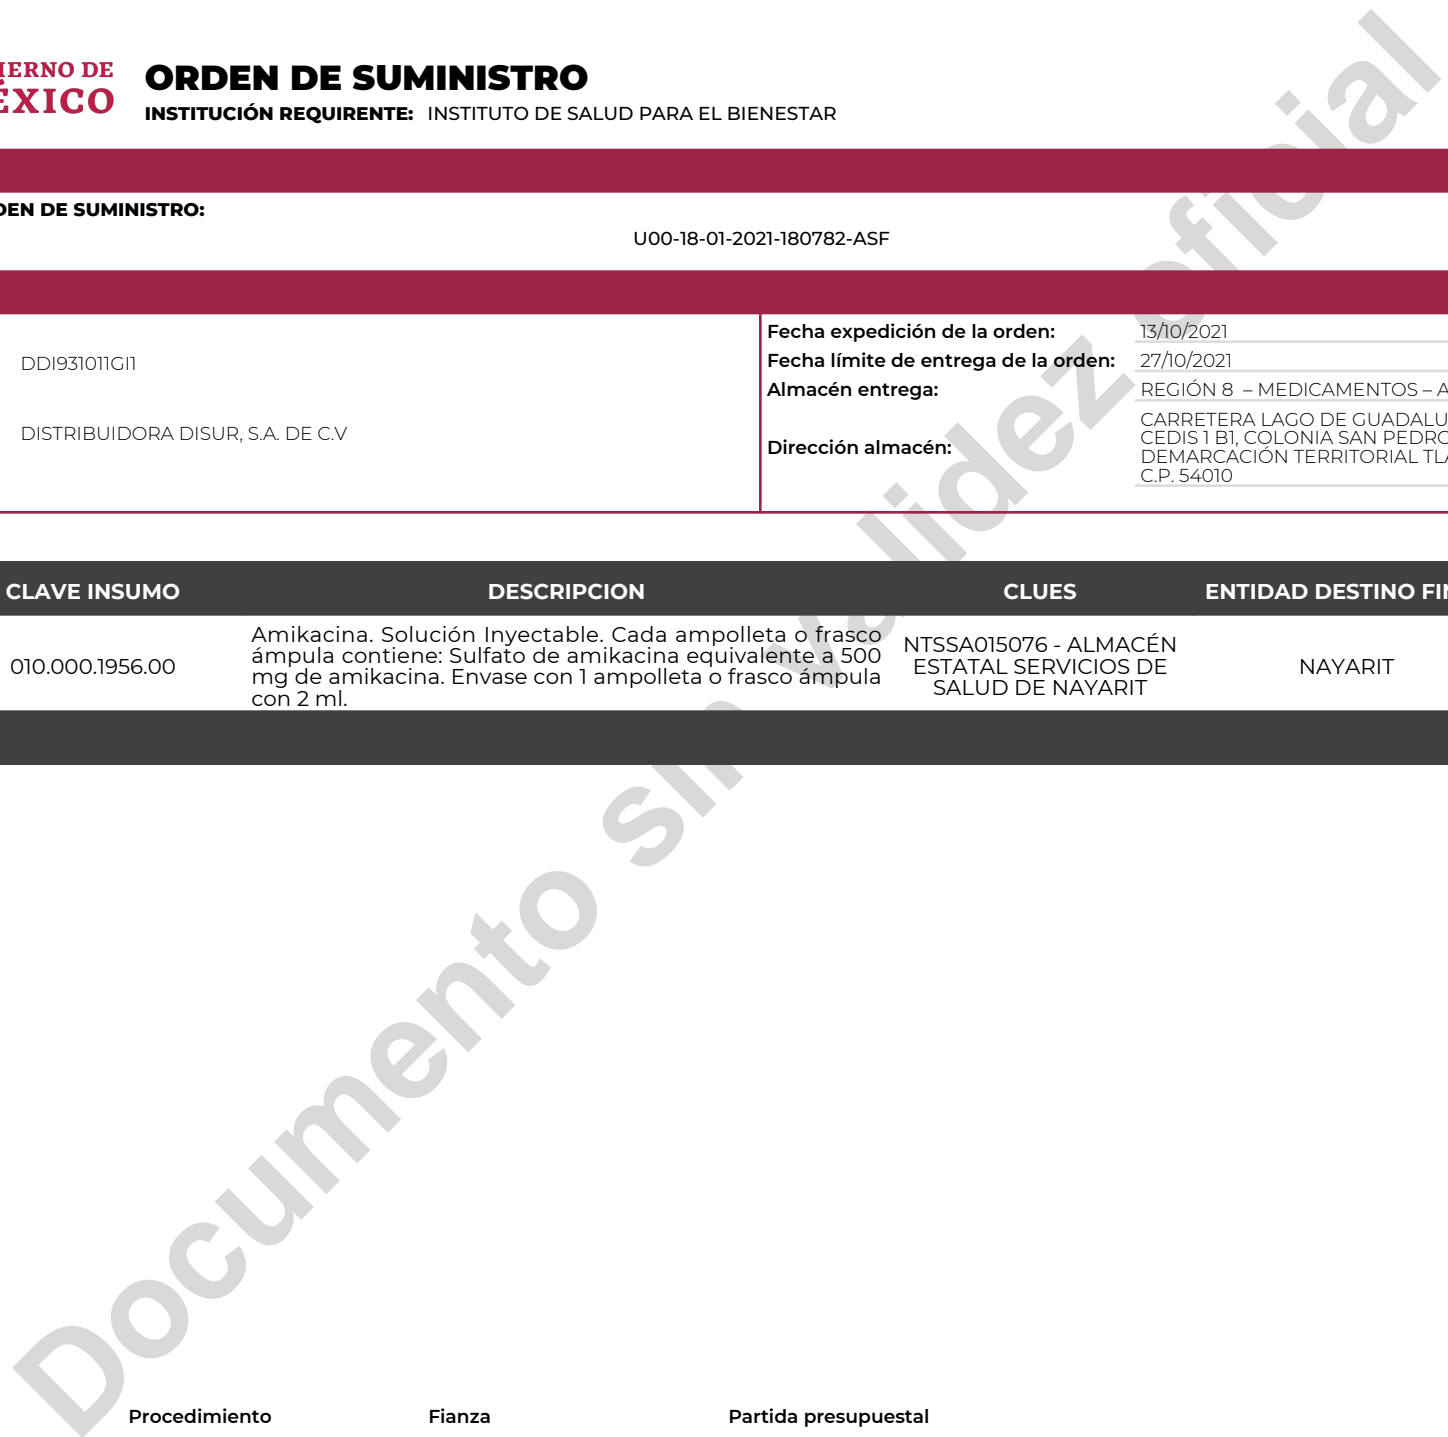 IERNO DE
ÉXICO
ORDEN DE SUMINISTRO
INSTITUCIÓN REQUIRENTE: INSTITUTO DE SALUD PARA EL BIENESTAR
DEN DE SUMINISTRO:
U00-18-01-2021-180782-ASF
DDI931011GI1
DISTRIBUIDORA DISUR, S.A. DE C.V
Fecha expedición de la orden: 13/10/2021
Fecha límite de entrega de la orden: 27/10/2021
Almacén entrega: REGIÓN 8 – MEDICAMENTOS – A
Dirección almacén:
CARRETERA LAGO DE GUADALU
CEDIS 1 B1, COLONIA SAN PEDRO
DEMARCACIÓN TERRITORIAL TLA
C.P. 54010
CLAVE INSUMO DESCRIPCION CLUES ENTIDAD DESTINO FIN
010.000.1956.00
Amikacina. Solución Inyectable. Cada ampolleta o frasco
ámpula contiene: Sulfato de amikacina equivalente a 500
mg de amikacina. Envase con 1 ampolleta o frasco ámpula
con 2 ml.
NTSSA015076 - ALMACÉN
ESTATAL SERVICIOS DE
SALUD DE NAYARIT
NAYARIT
Documento sin validez oficial
Procedimiento Fianza Partida presupuestal